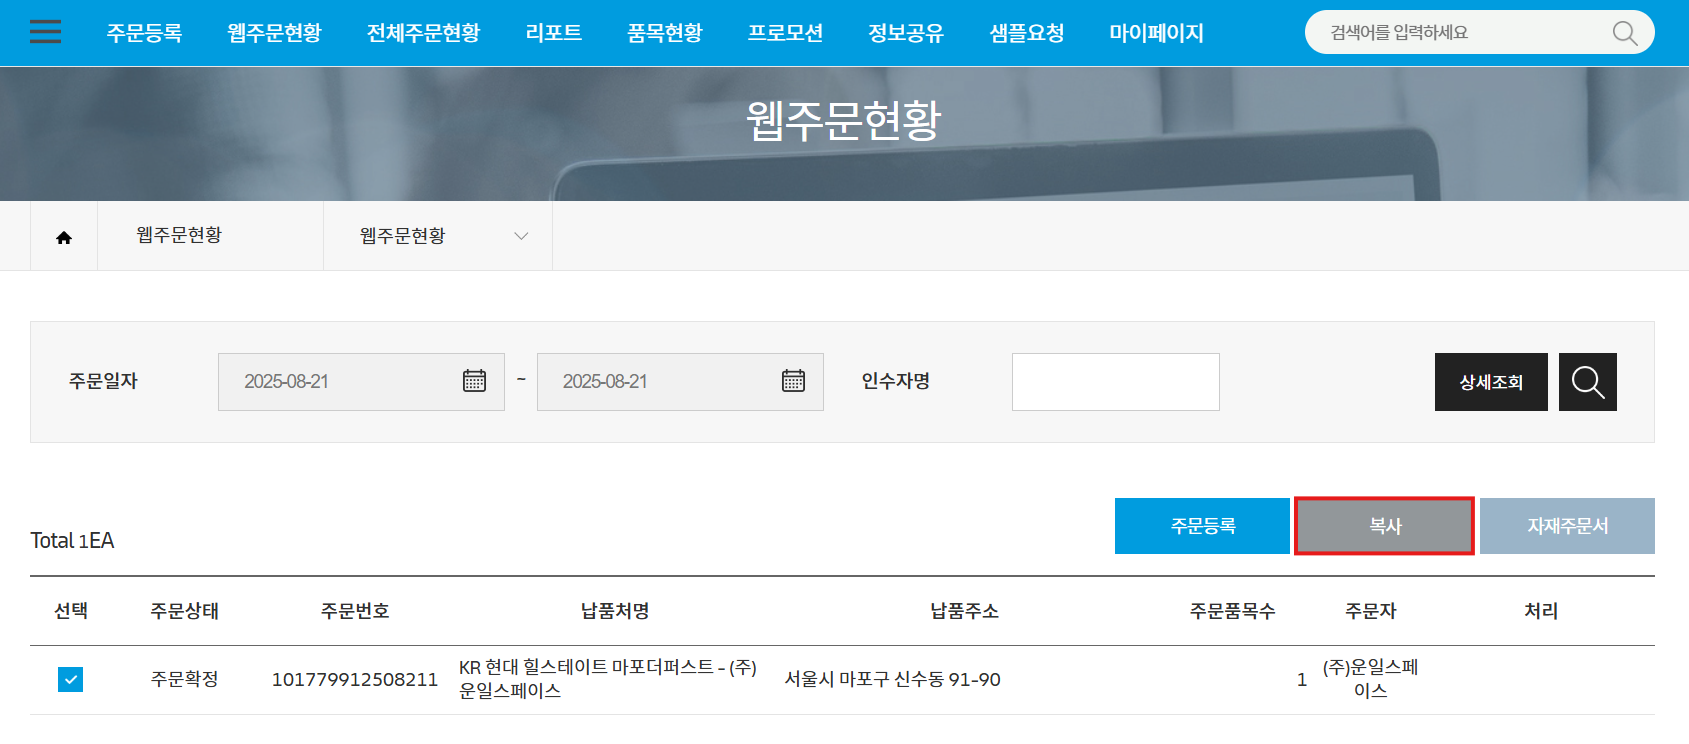 주문등록 웹주문현황 전체주문현황 리포트 품목현황 프로모션 정보공유 샘플요청 마이페이지 검색어를 입력하세요
웹주문현황
웹주문현황 웹주문현황
주문일자 2025-08-21 ~ 2025-08-21 인수자명 상세조회
주문등록 복사 자재주문서
Total 1EA
선택 주문상태 주문번호 납품처명 납품주소 주문품목수 주문자 처리
주문확정 101779912508211 KR 현대 힐스테이트 마포더퍼스트 - (주)
운일스페이스 서울시 마포구 신수동 91-90 1 (주)운일스페
이스